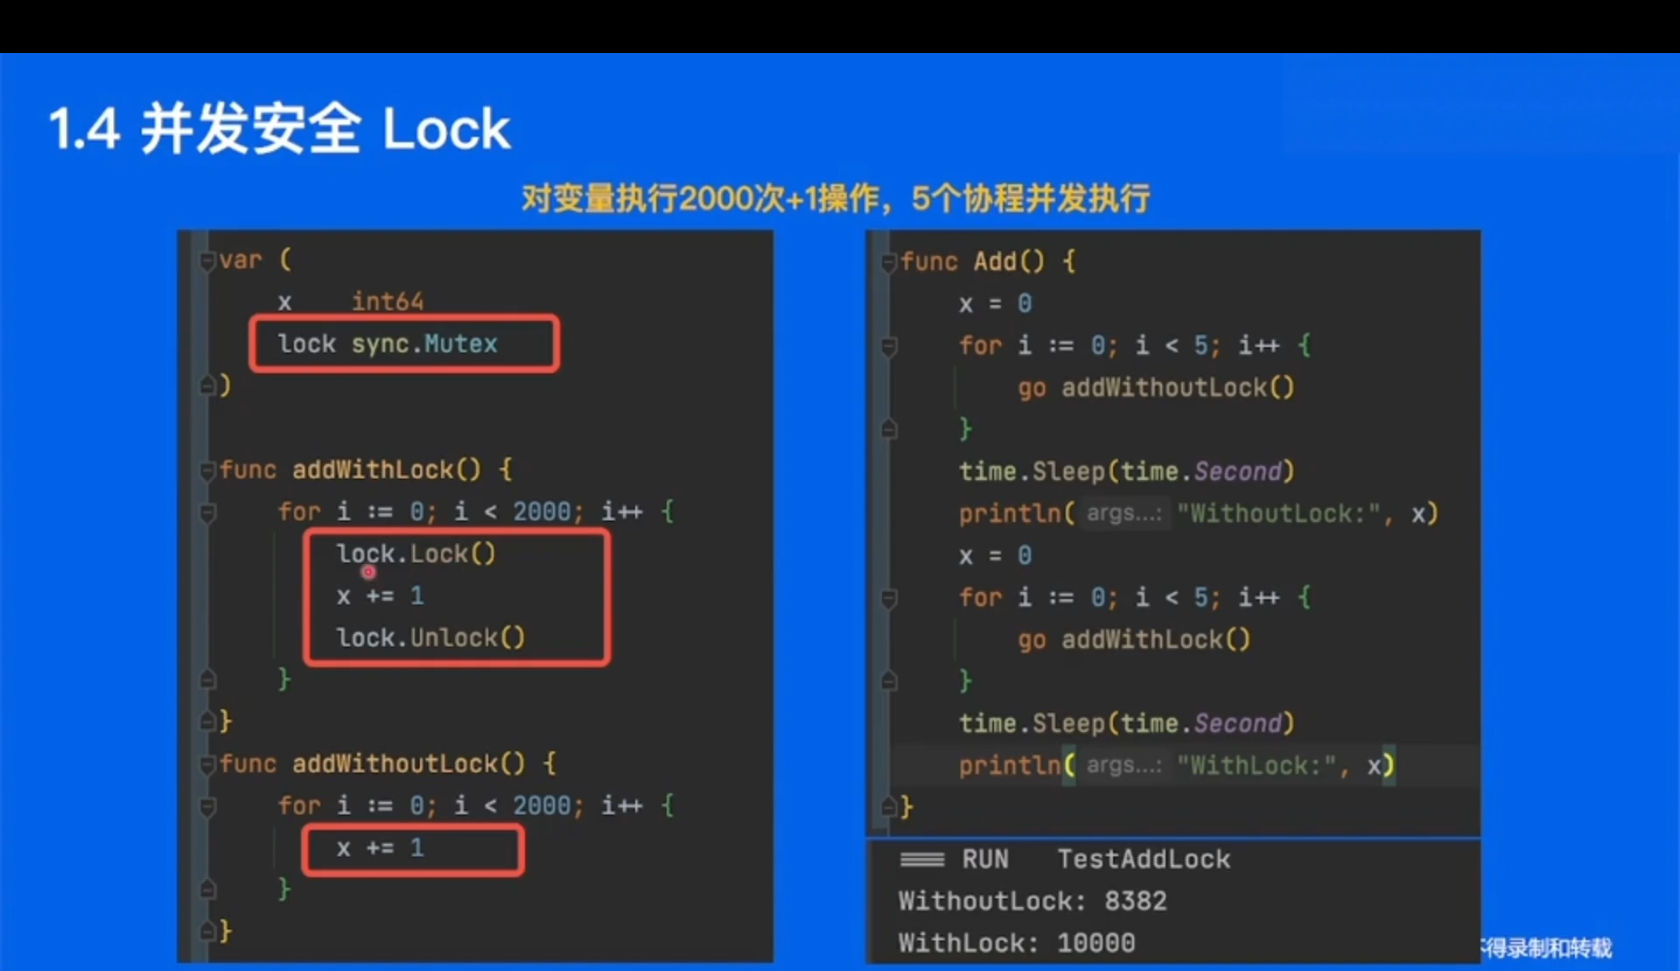 1.4 并发安全 Lock
对变量执行2000次+1操作，5个协程并发执行
var (
x    int64
lock sync.Mutex
)
func addWithLock() {
for i := 0; i < 2000; i++ {
lock.Lock()
x += 1
lock.Unlock()
}
}
func addWithoutLock() {
for i := 0; i < 2000; i++ {
x += 1
}
}
func Add() {
x = 0
for i := 0; i < 5; i++ {
go addWithoutLock()
}
time.Sleep(time.Second)
println( args...: "WithoutLock:", x)
x = 0
for i := 0; i < 5; i++ {
go addWithLock()
}
time.Sleep(time.Second)
println( args...: "WithLock:", x)
}
=== RUN   TestAddLock
WithoutLock: 8382
WithLock: 10000
得录制和转载